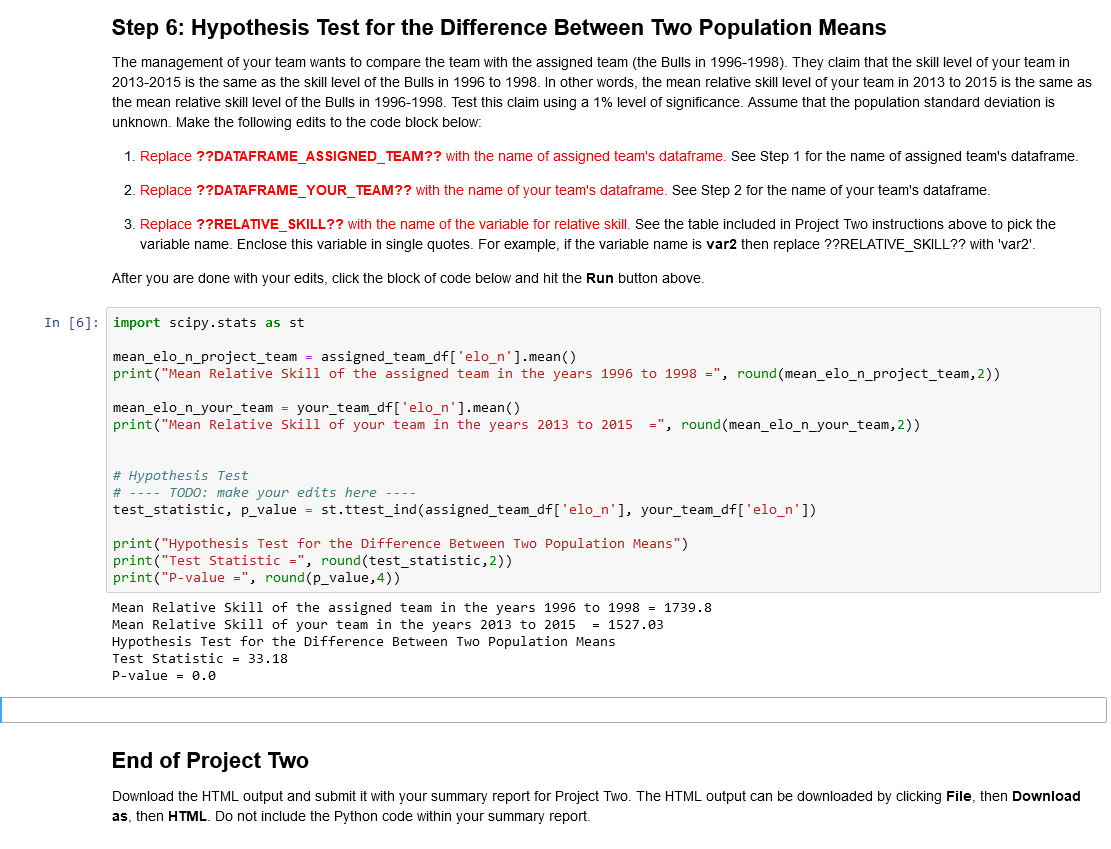 Step 6: Hypothesis Test for the Difference Between Two Population Means
The management of your team wants to compare the team with the assigned team (the Bulls in 1996-1998). They claim that the skill level of your team in
2013-2015 is the same as the skill level of the Bulls in 1996 to 1998. In other words, the mean relative skill level of your team in 2013 to 2015 is the same as
the mean relative skill level of the Bulls in 1996-1998. Test this claim using a 1% level of significance. Assume that the population standard deviation is
unknown. Make the following edits to the code block below:
1. Replace ??DATAFRAME_ASSIGNED_TEAM?? with the name of assigned team's dataframe. See Step 1 for the name of assigned team's dataframe.
2. Replace ??DATAFRAME_YOUR_TEAM?? with the name of your team's dataframe. See Step 2 for the name of your team's dataframe.
3. Replace ??RELATIVE_SKILL?? with the name of the variable for relative skill. See the table included in Project Two instructions above to pick the
variable name. Enclose this variable in single quotes. For example, if the variable name is var2 then replace ??RELATIVE_SKILL?? with 'var2'.
After you are done with your edits, click the block of code below and hit the Run button above.
In [6]: import scipy.stats as st
mean_elo_n_project_team = assigned_team_df['elo_n'].mean()
print("Mean Relative Skill of the assigned team in the years 1996 to 1998 =", round(mean_elo_n_project_team,2))
mean_elo_n_your_team = your_team_df['elo_n'].mean()
print("Mean Relative Skill of your team in the years 2013 to 2015  =", round(mean_elo_n_your_team,2))
# Hypothesis Test
# ---- TODO: make your edits here ----
test_statistic, p_value = st.ttest_ind(assigned_team_df['elo_n'], your_team_df['elo_n'])
print("Hypothesis Test for the Difference Between Two Population Means")
print("Test Statistic =", round(test_statistic,2))
print("P-value =", round(p_value,4))
Mean Relative Skill of the assigned team in the years 1996 to 1998 = 1739.8
Mean Relative Skill of your team in the years 2013 to 2015  = 1527.03
Hypothesis Test for the Difference Between Two Population Means
Test Statistic = 33.18
P-value = 0.0
End of Project Two
Download the HTML output and submit it with your summary report for Project Two. The HTML output can be downloaded by clicking File, then Download
as, then HTML. Do not include the Python code within your summary report.